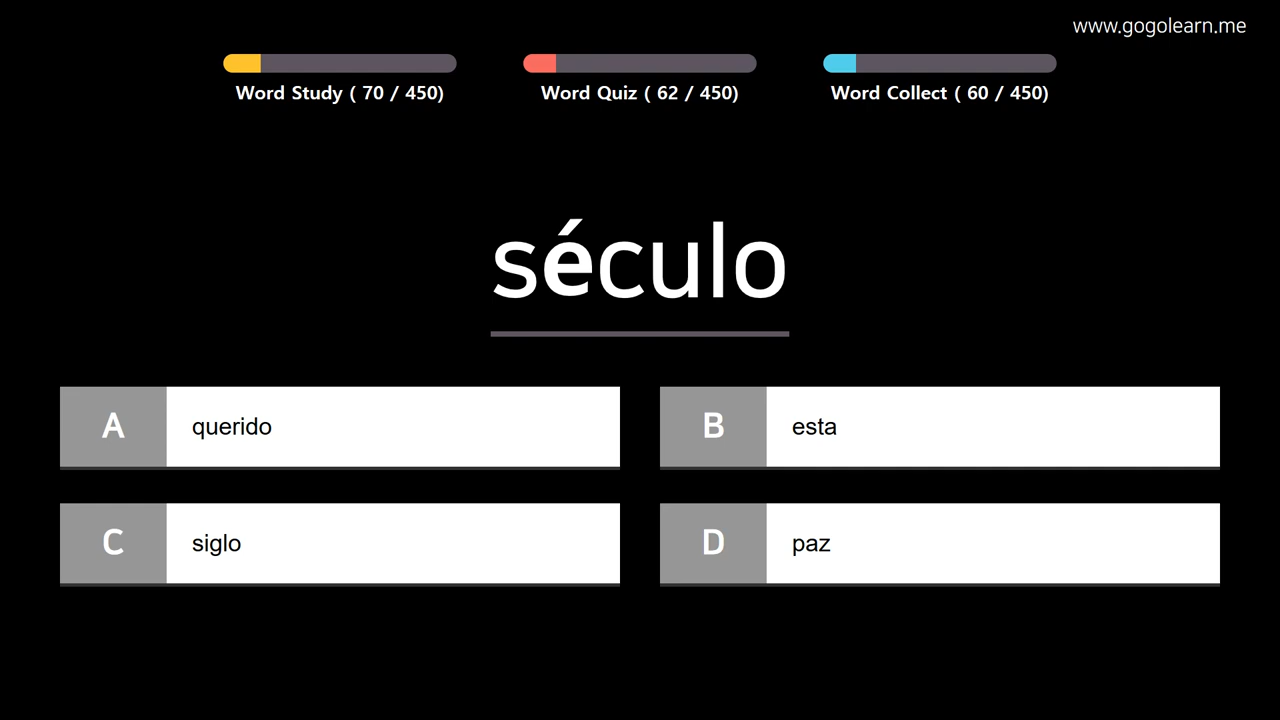 www.gogolearn.me
Word Study ( 70 / 450)
Word Quiz ( 62 / 450)
Word Collect ( 60 / 450)
século
A querido
B esta
C siglo
D paz